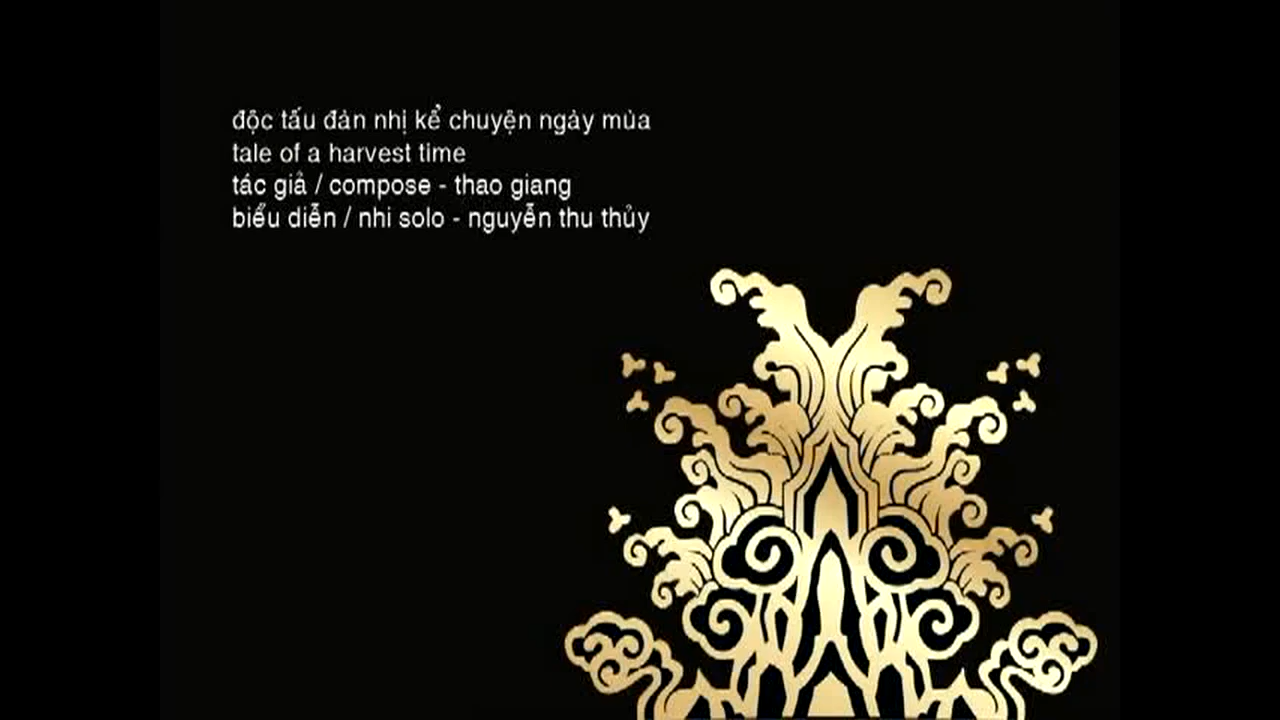 độc tấu đàn nhị kể chuyện ngày mùa
tale of a harvest time
tác giả / compose - thao giang
biểu diễn / nhi solo - nguyễn thu thủy